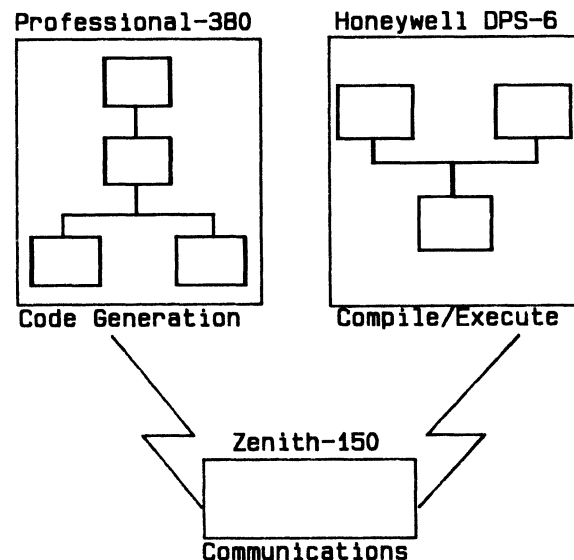 Professional-380
Honeywell DPS-6
Code Generation
Compile/Execute
Zenith-150
Communications